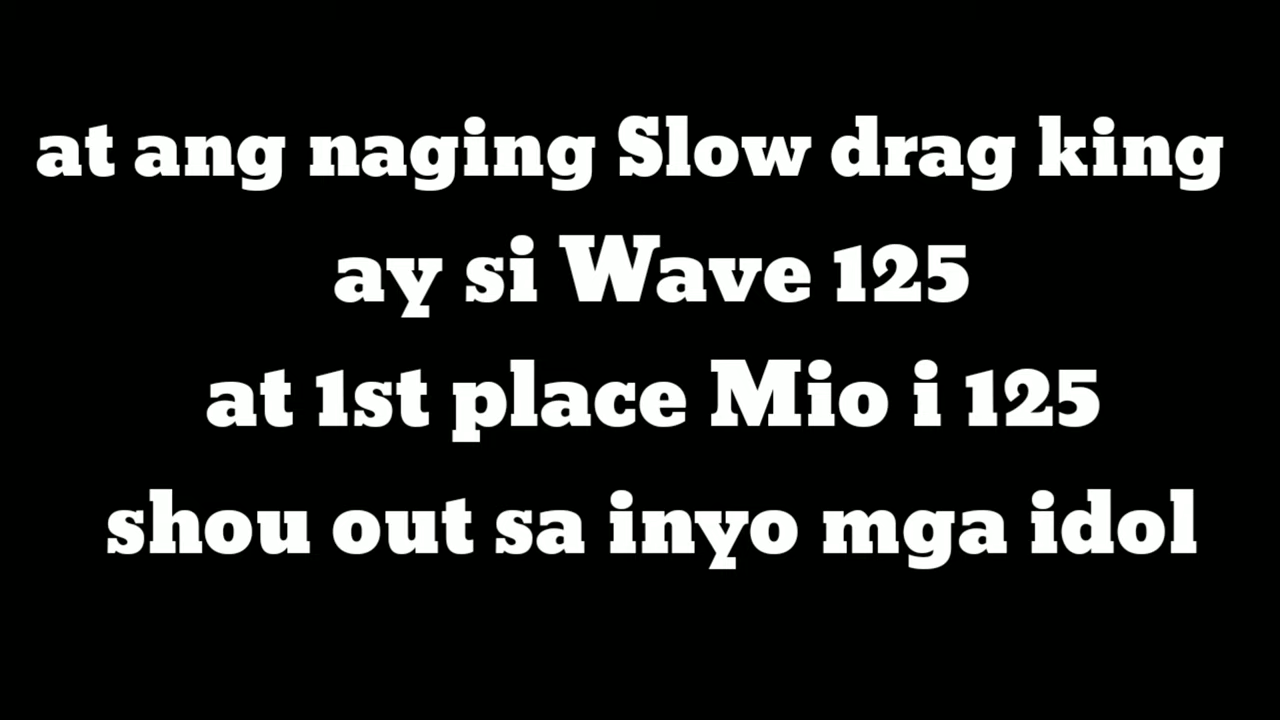 at ang naging Slow drag king
ay si Wave 125
at 1st place Mio i 125
shou out sa inyo mga idol